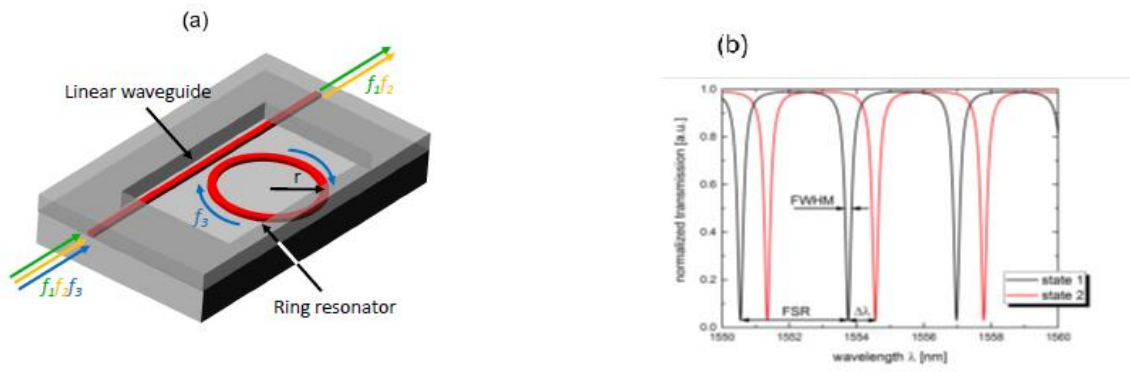 (a)
f₁f₂
Linear waveguide
r
f₃
f₁f₂f₃
Ring resonator
(b)
normalized transmission [a.u.]
1.0
0.8
0.6
0.4
0.2
0.0
FWHM
state 1
state 2
FSR
Δλ
1550
1552
1554
1556
1558
1560
wavelength λ [nm]